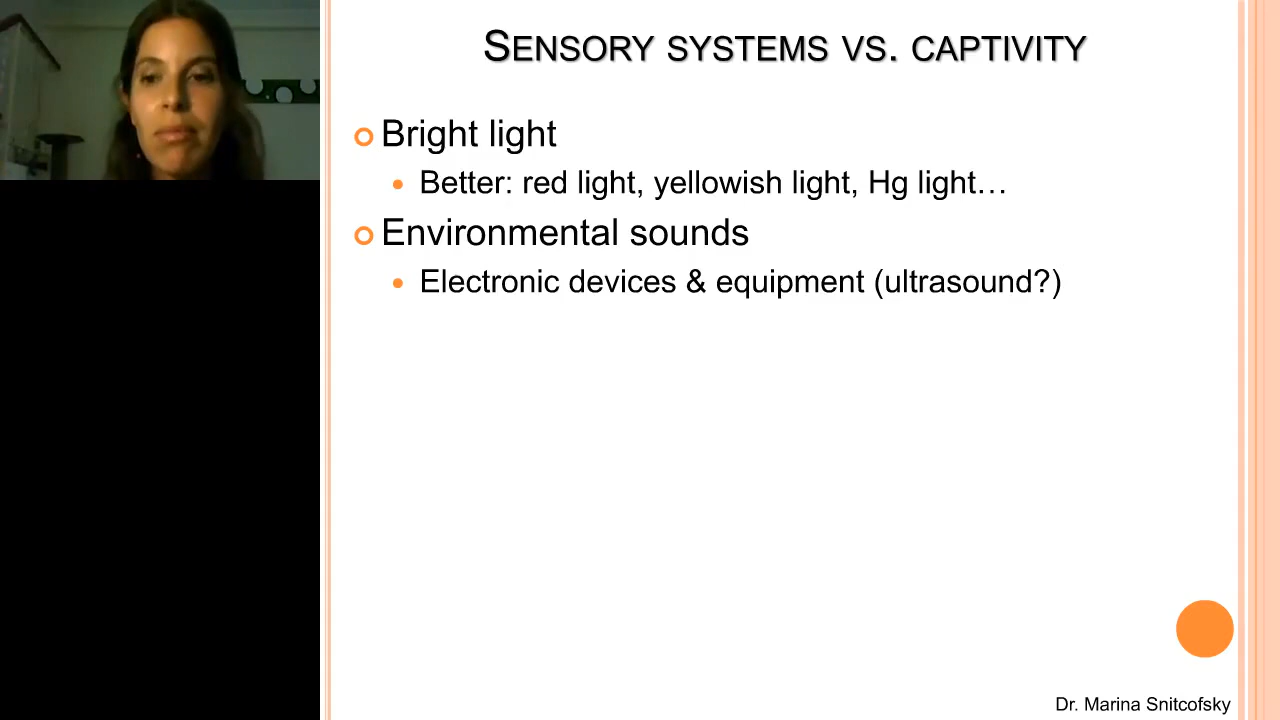 SENSORY SYSTEMS VS. CAPTIVITY
Bright light
Better: red light, yellowish light, Hg light…
Environmental sounds
Electronic devices & equipment (ultrasound?)
Dr. Marina Snitcofsky